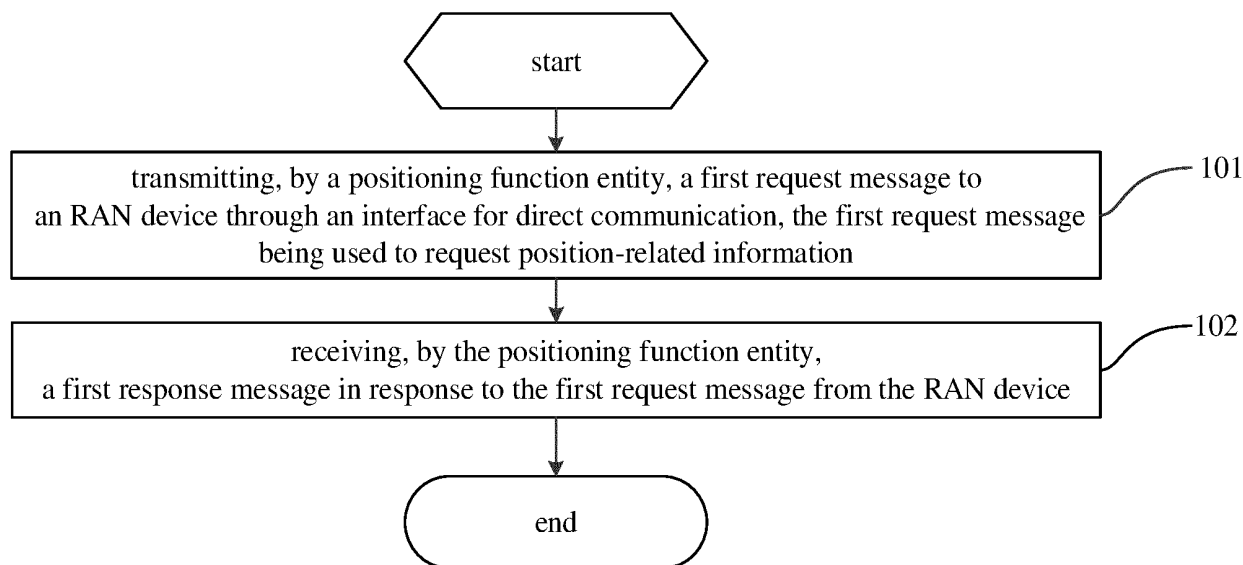 start
transmitting, by a positioning function entity, a first request message to
an RAN device through an interface for direct communication, the first request message
being used to request position-related information
101
receiving, by the positioning function entity,
a first response message in response to the first request message from the RAN device
102
end